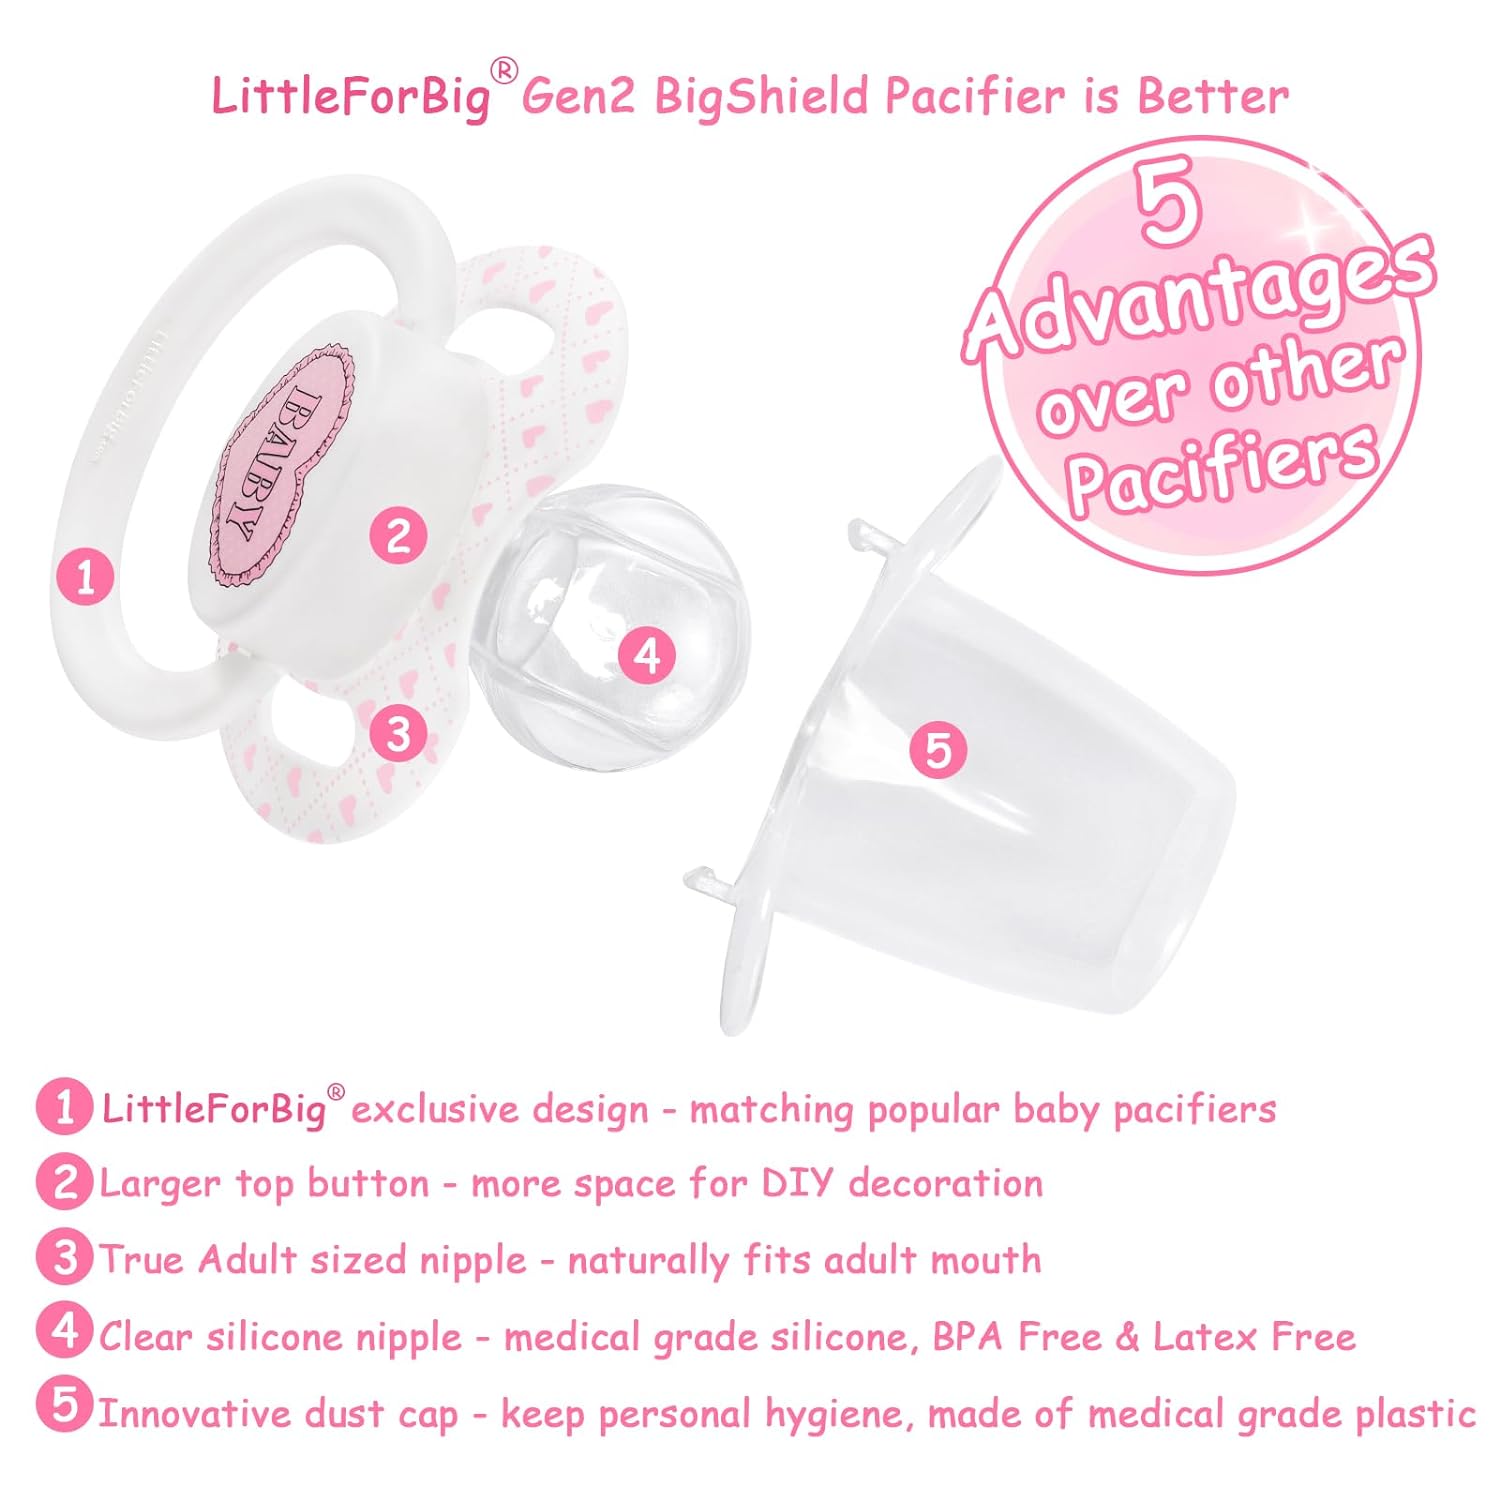 LittleForBig® Gen2 BigShield Pacifier is Better
5
Advantages
over other
Pacifiers
LittleForBig.com
BABY
1
2
3
4
5
1 LittleForBig® exclusive design - matching popular baby pacifiers
2 Larger top button - more space for DIY decoration
3 True Adult sized nipple - naturally fits adult mouth
4 Clear silicone nipple - medical grade silicone, BPA Free & Latex Free
5 Innovative dust cap - keep personal hygiene, made of medical grade plastic